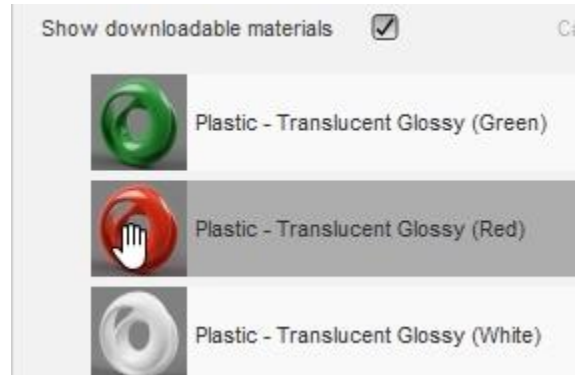 Show downloadable materials
Plastic - Translucent Glossy (Green)
Plastic - Translucent Glossy (Red)
Plastic - Translucent Glossy (White)